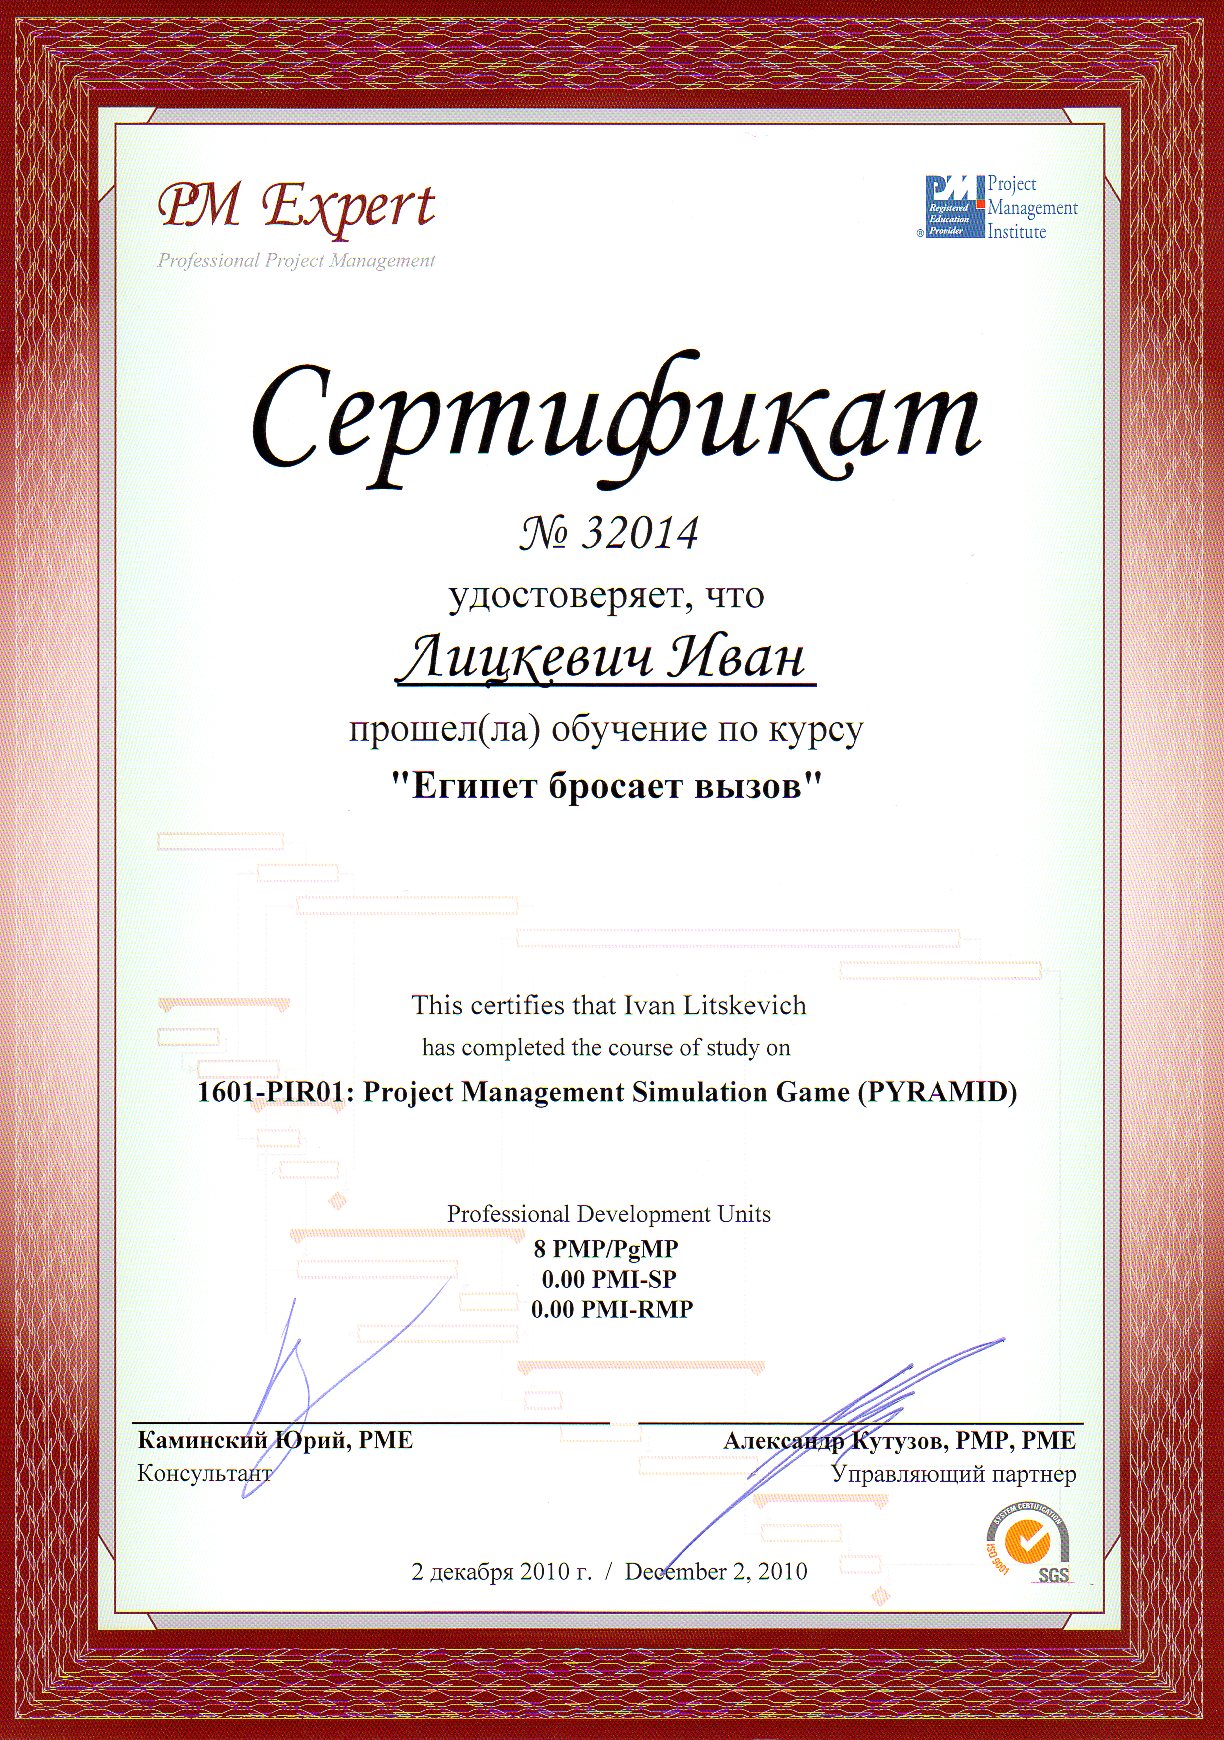 PM Expert
Professional Project Management
PM
Registered
Education
Provider
®
Project
Management
Institute
Сертификат
№ 32014
удостоверяет, что
Лицкевич Иван
прошел(ла) обучение по курсу
"Египет бросает вызов"
This certifies that Ivan Litskevich
has completed the course of study on
1601-PIR01: Project Management Simulation Game (PYRAMID)
Professional Development Units
8 PMP/PgMP
0.00 PMI-SP
0.00 PMI-RMP
Каминский Юрий, PME
Консультант
Александр Кутузов, PMP, PME
Управляющий партнер
SYSTEM CERTIFICATION
ISO 9001
SGS
2 декабря 2010 г. / December 2, 2010